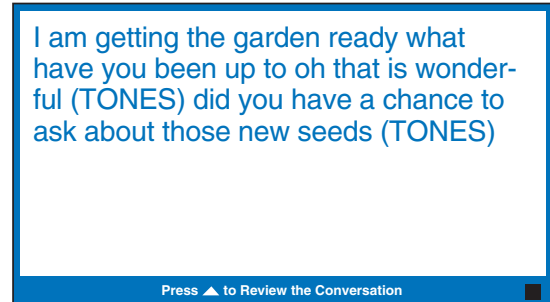 I am getting the garden ready what
have you been up to oh that is wonder-
ful (TONES) did you have a chance to
ask about those new seeds (TONES)
Press ▲ to Review the Conversation